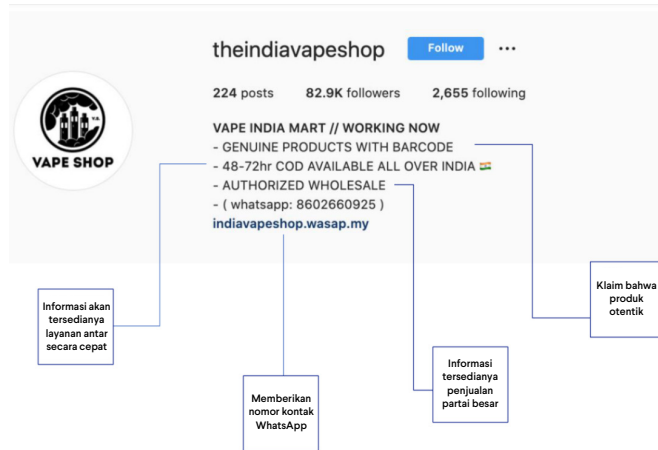 theindiavapeshop Follow ...
224 posts 82.9K followers 2,655 following
VAPE INDIA MART // WORKING NOW
- GENUINE PRODUCTS WITH BARCODE
- 48-72hr COD AVAILABLE ALL OVER INDIA 🇮🇳
- AUTHORIZED WHOLESALE
- ( whatsapp: 8602660925 )
indiavapeshop.wasap.my
V.S.
VAPE SHOP
Informasi akan
tersedianya
layanan antar
secara cepat
Memberikan
nomor kontak
WhatsApp
Informasi
tersedianya
penjualan
partai besar
Klaim bahwa
produk
otentik